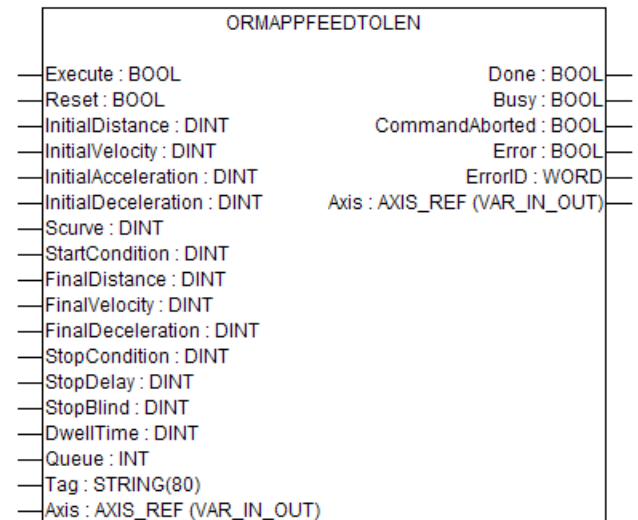 ORMAPPFEEDTOLEN
Execute : BOOL Done : BOOL
Reset : BOOL Busy : BOOL
InitialDistance : DINT CommandAborted : BOOL
InitialVelocity : DINT Error : BOOL
InitialAcceleration : DINT ErrorID : WORD
InitialDeceleration : DINT Axis : AXIS_REF (VAR_IN_OUT)
Scurve : DINT
StartCondition : DINT
FinalDistance : DINT
FinalVelocity : DINT
FinalDeceleration : DINT
StopCondition : DINT
StopDelay : DINT
StopBlind : DINT
DwellTime : DINT
Queue : INT
Tag : STRING(80)
Axis : AXIS_REF (VAR_IN_OUT)